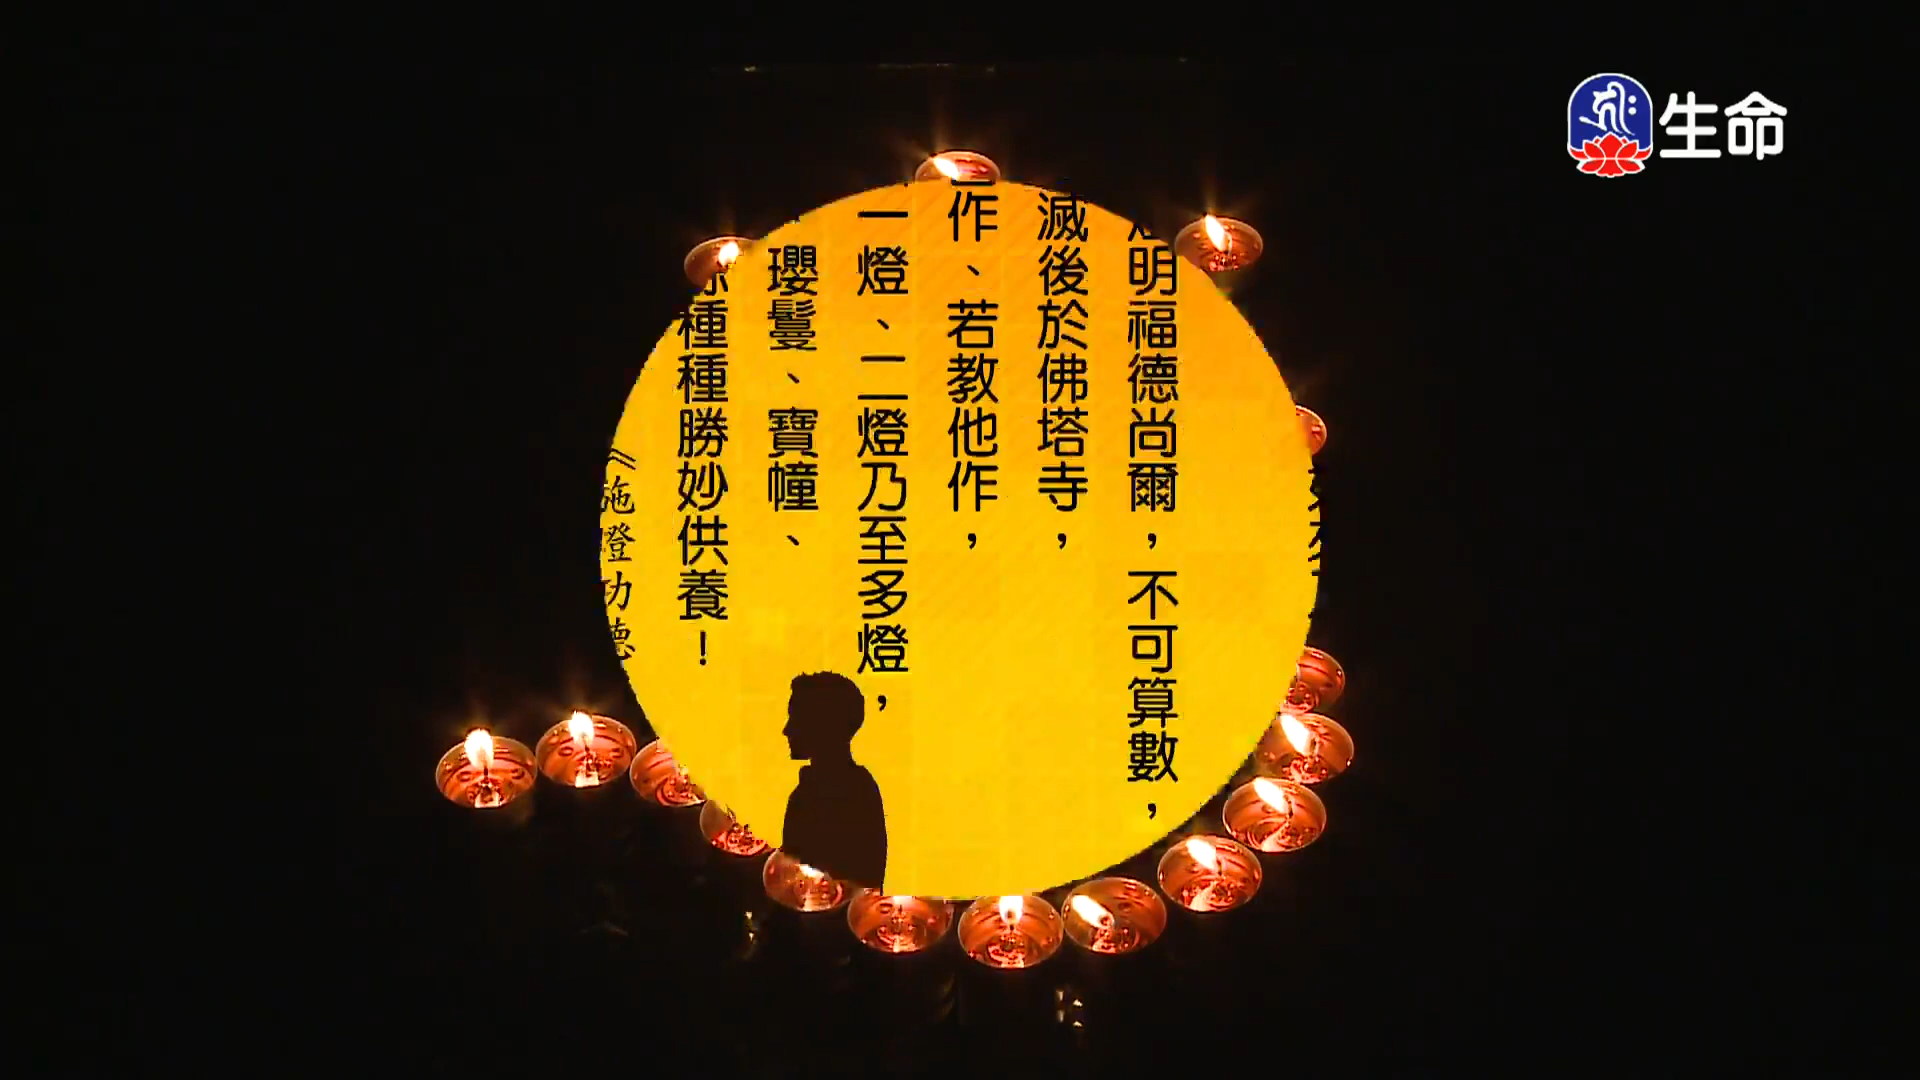 明福德尚爾，不可算數，
滅後於佛塔寺，
作、若教他作，
一燈、二燈乃至多燈，
瓔鬘、寶幢、
種種勝妙供養！
《施燈功德
生命